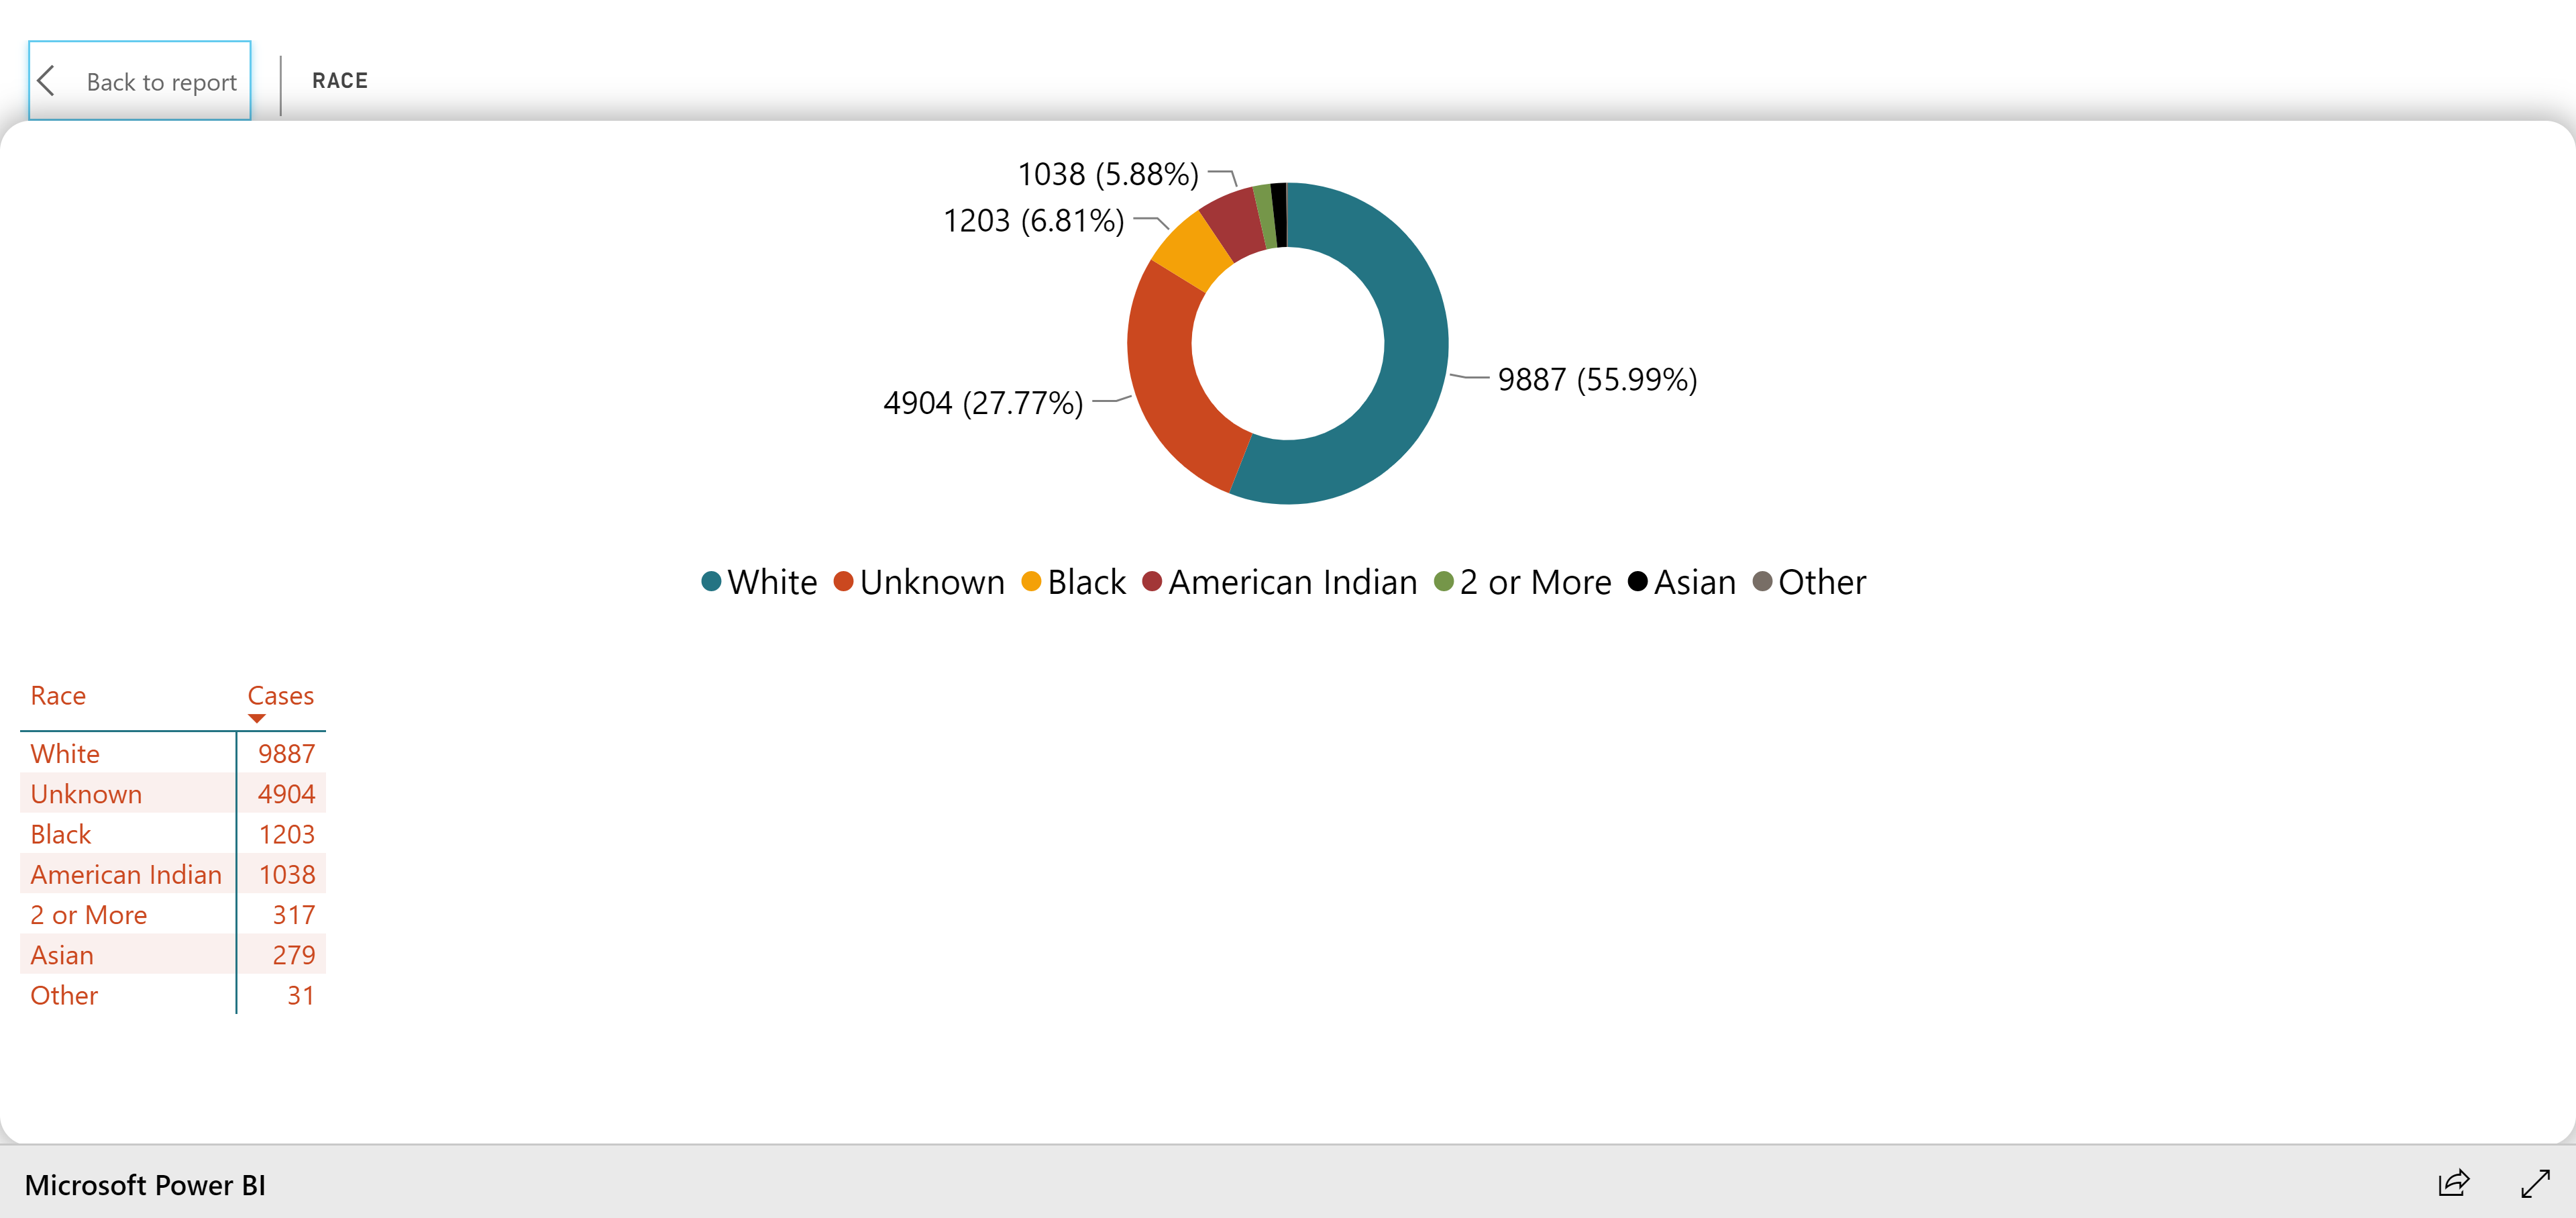 Back to report
RACE
1038 (5.88%)
1203 (6.81%)
9887 (55.99%)
4904 (27.77%)
White Unknown Black American Indian 2 or More Asian Other
Race Cases
White 9887
Unknown 4904
Black 1203
American Indian 1038
2 or More 317
Asian 279
Other 31
Microsoft Power BI